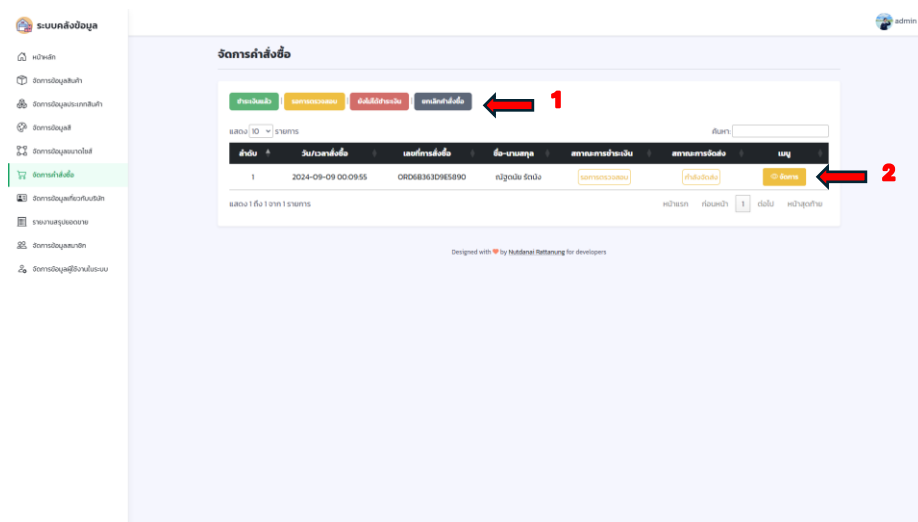 ระบบคลังข้อมูล
admin
หน้าหลัก
จัดการข้อมูลสินค้า
จัดการข้อมูลประเภทสินค้า
จัดการข้อมูลสี
จัดการข้อมูลขนาดไซส์
จัดการคำสั่งซื้อ
จัดการข้อมูลเกี่ยวกับบริษัท
รายงานสรุปยอดขาย
จัดการข้อมูลสมาชิก
จัดการข้อมูลผู้ใช้งานในระบบ
จัดการคำสั่งซื้อ
ชำระเงินแล้ว | รอการตรวจสอบ | ยังไม่ได้ชำระเงิน | ยกเลิกคำสั่งซื้อ 1
แสดง 10 รายการ ค้นหา:
ลำดับ วัน/เวลาสั่งซื้อ เลขที่การสั่งซื้อ ชื่อ-นามสกุล สถานะการชำระเงิน สถานะการจัดส่ง เมนู
1 2024-09-09 00:09:55 ORD6B363D9E5890 ณัฐดนัย รัตนัง รอการตรวจสอบ กำลังจัดส่ง จัดการ 2
แสดง 1 ถึง 1 จาก 1 รายการ หน้าแรก ก่อนหน้า 1 ต่อไป หน้าสุดท้าย
Designed with by Nutdanai Rattanung for developers